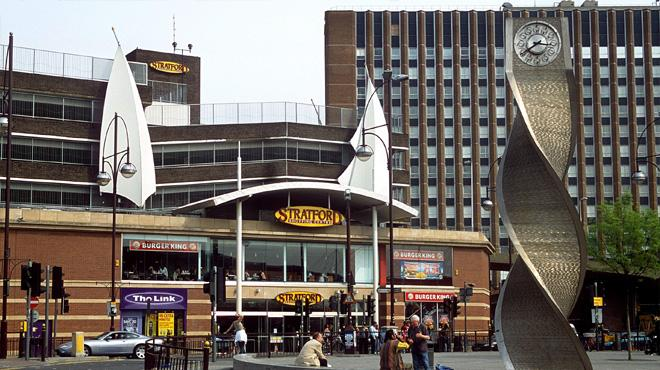 STRATFORD
STRATFORD
SHOPPING CENTRE
BURGER KING
BURGER KING
BURGER KING
STRATFORD
The LINK